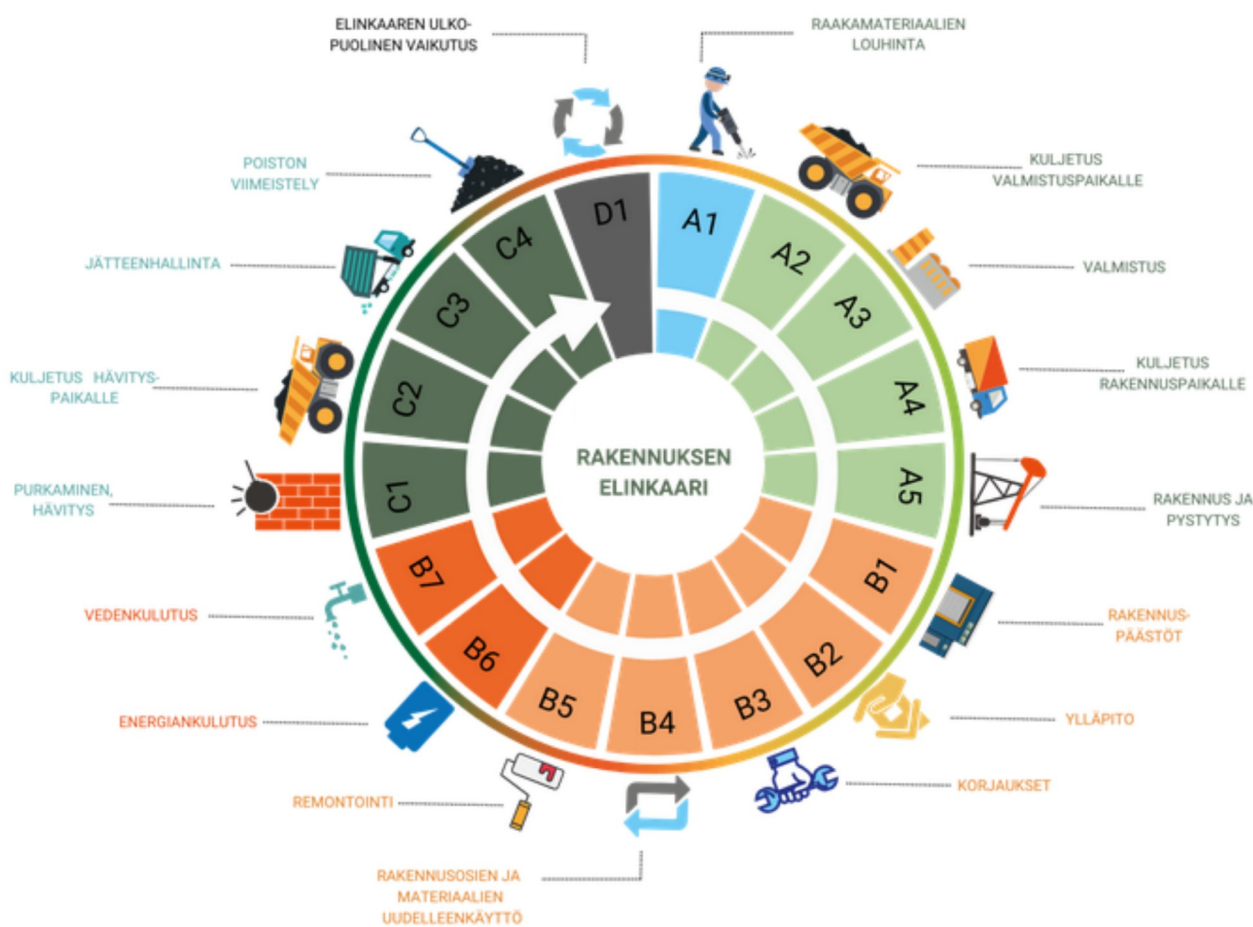 ELINKAAREN ULKO-
PUOLINEN VAIKUTUS
RAAKAMATERIAALIEN
LOUHINTA
KULJETUS
VALMISTUSPAIKALLE
VALMISTUS
KULJETUS
RAKENNUSPAIKALLE
RAKENNUS JA
PYSTYTYS
RAKENNUS-
PÄÄSTÖT
YLLÄPITO
KORJAUKSET
RAKENNUSOSIEN JA
MATERIAALIEN
UUDELLEENKÄYTTÖ
REMONTOINTI
ENERGIANKULUTUS
VEDENKULUTUS
PURKAMINEN,
HÄVITYS
KULJETUS HÄVITYS-
PAIKALLE
JÄTTEENHALLINTA
POISTON
VIIMEISTELY
A1
A2
A3
A4
A5
B1
B2
B3
B4
B5
B6
B7
C1
C2
C3
C4
D1
RAKENNUKSEN
ELINKAARI